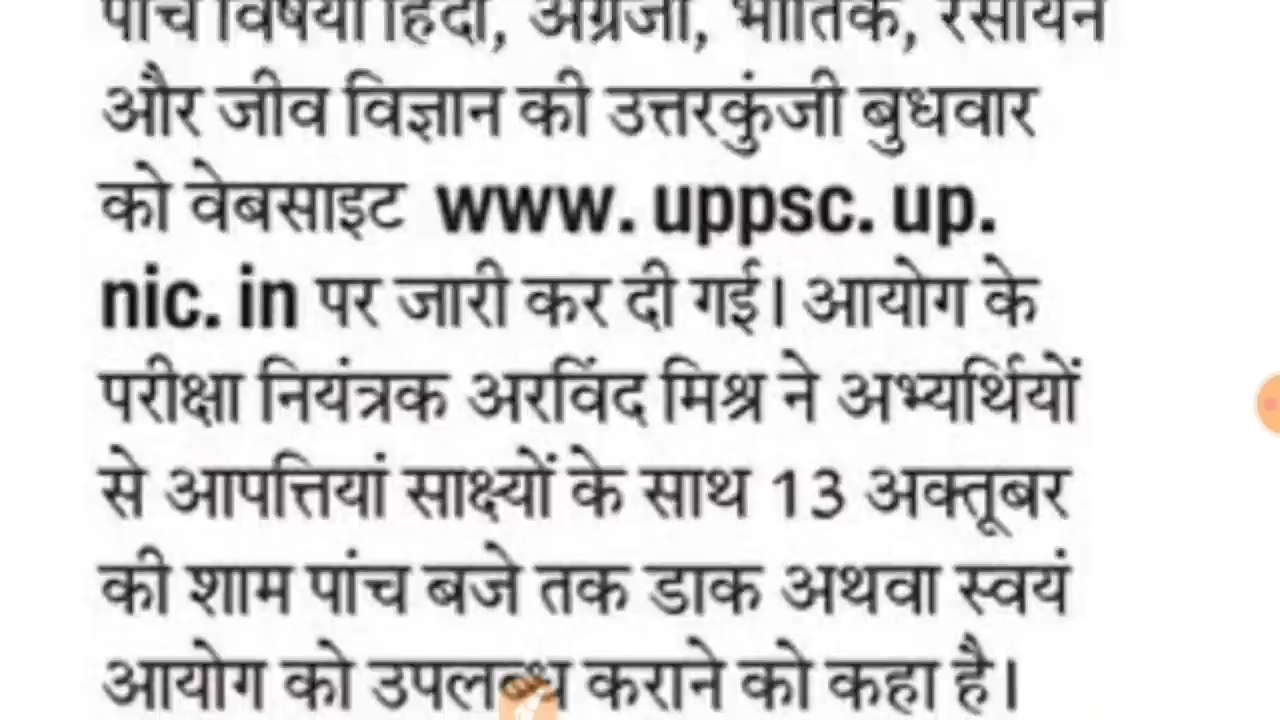 पांच विषयों हिंदी, अंग्रेजी, भौतिक, रसायन
और जीव विज्ञान की उत्तरकुंजी बुधवार
को वेबसाइट www. uppsc. up.
nic. in पर जारी कर दी गई। आयोग के
परीक्षा नियंत्रक अरविंद मिश्र ने अभ्यर्थियों
से आपत्तियां साक्ष्यों के साथ 13 अक्तूबर
की शाम पांच बजे तक डाक अथवा स्वयं
आयोग को उपलब्ध कराने को कहा है।